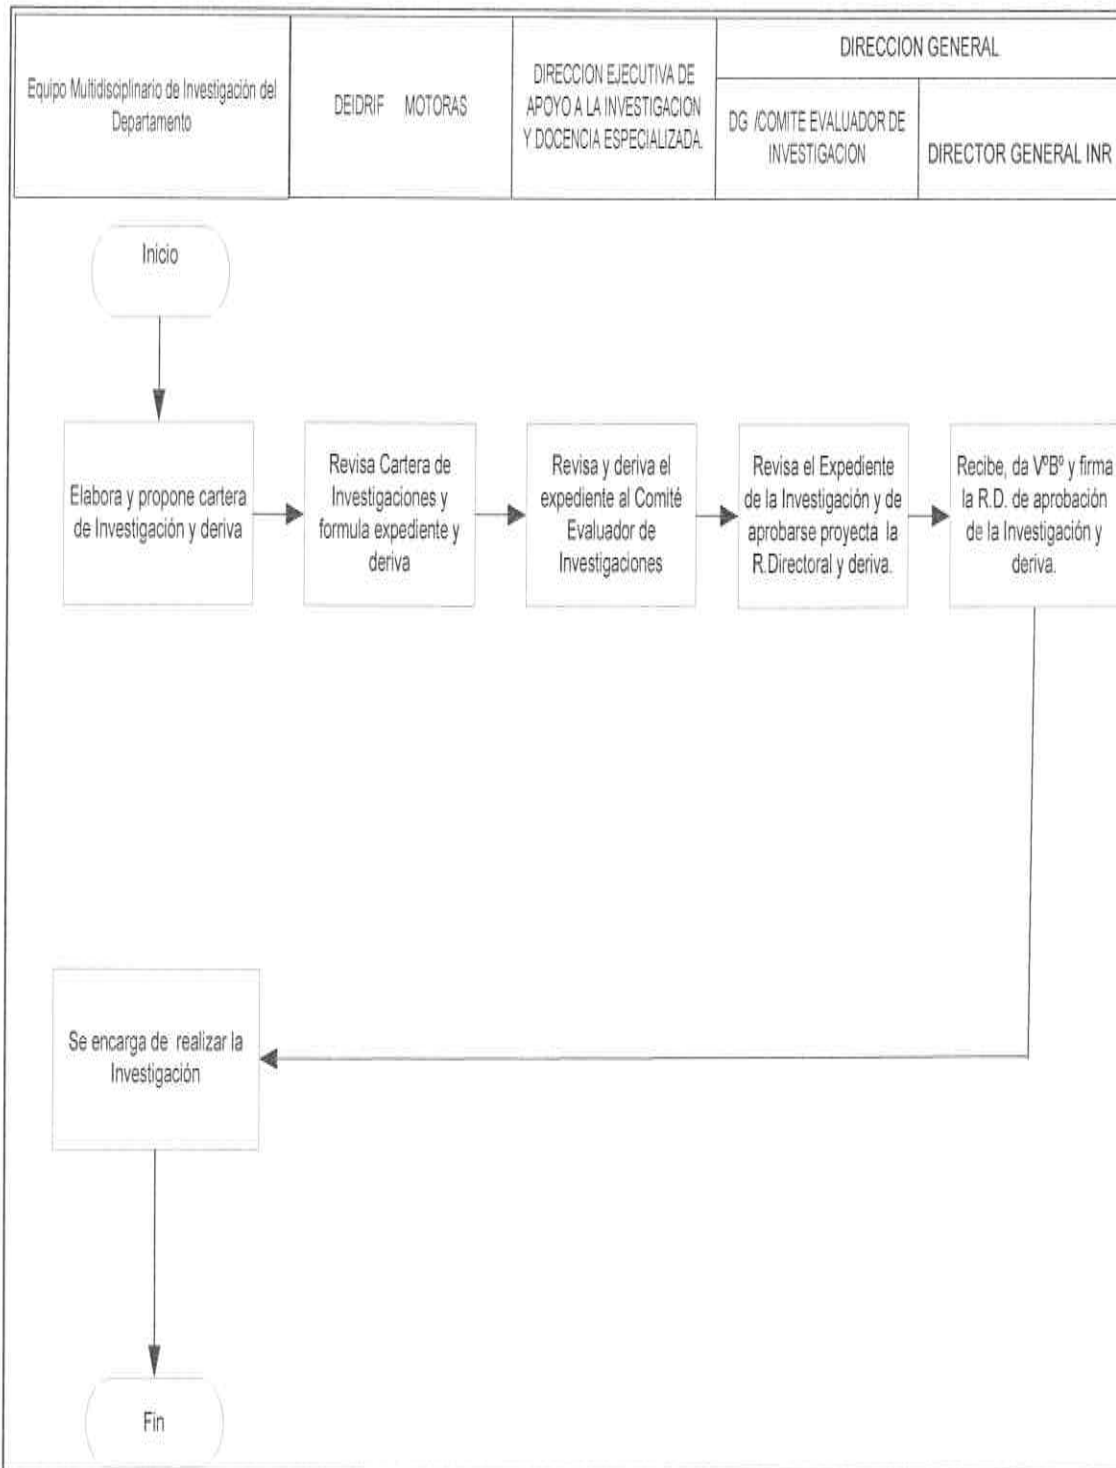 Equipo Multidisciplinario de Investigación del
Departamento
DEIDRIF MOTORAS
DIRECCION EJECUTIVA DE
APOYO A LA INVESTIGACION
Y DOCENCIA ESPECIALIZADA.
DIRECCION GENERAL
DG /COMITE EVALUADOR DE
INVESTIGACION
DIRECTOR GENERAL INR
Inicio
Elabora y propone cartera
de Investigación y deriva
Revisa Cartera de
Investigaciones y
formula expediente y
deriva
Revisa y deriva el
expediente al Comité
Evaluador de
Investigaciones
Revisa el Expediente
de la Investigación y de
aprobarse proyecta la
R.Directoral y deriva.
Recibe, da VºBº y firma
la R.D. de aprobación
de la Investigación y
deriva.
Se encarga de realizar la
Investigación
Fin